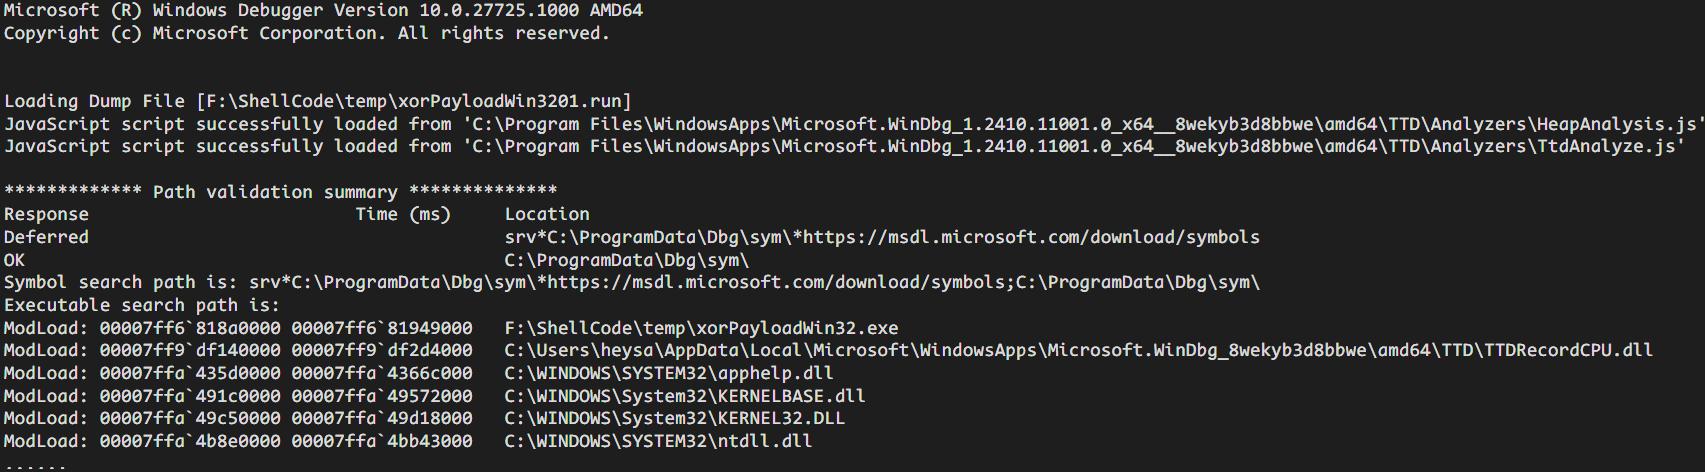 Microsoft (R) Windows Debugger Version 10.0.27725.1000 AMD64
Copyright (c) Microsoft Corporation. All rights reserved.
Loading Dump File [F:\ShellCode\temp\xorPayloadWin3201.run]
JavaScript script successfully loaded from 'C:\Program Files\WindowsApps\Microsoft.WinDbg_1.2410.11001.0_x64__8wekyb3d8bbwe\amd64\TTD\Analyzers\HeapAnalysis.js'
JavaScript script successfully loaded from 'C:\Program Files\WindowsApps\Microsoft.WinDbg_1.2410.11001.0_x64__8wekyb3d8bbwe\amd64\TTD\Analyzers\TtdAnalyze.js'
************* Path validation summary **************
Response Time (ms) Location
Deferred srv*C:\ProgramData\Dbg\sym\*https://msdl.microsoft.com/download/symbols
OK C:\ProgramData\Dbg\sym\
Symbol search path is: srv*C:\ProgramData\Dbg\sym\*https://msdl.microsoft.com/download/symbols;C:\ProgramData\Dbg\sym\
Executable search path is:
ModLoad: 00007ff6`818a0000 00007ff6`81949000 F:\ShellCode\temp\xorPayloadWin32.exe
ModLoad: 00007ff9`df140000 00007ff9`df2d4000 C:\Users\heysa\AppData\Local\Microsoft\WindowsApps\Microsoft.WinDbg_8wekyb3d8bbwe\amd64\TTD\TTDRecordCPU.dll
ModLoad: 00007ffa`435d0000 00007ffa`4366c000 C:\WINDOWS\SYSTEM32\apphelp.dll
ModLoad: 00007ffa`491c0000 00007ffa`49572000 C:\WINDOWS\System32\KERNELBASE.dll
ModLoad: 00007ffa`49c50000 00007ffa`49d18000 C:\WINDOWS\System32\KERNEL32.DLL
ModLoad: 00007ffa`4b8e0000 00007ffa`4bb43000 C:\WINDOWS\SYSTEM32\ntdll.dll
......